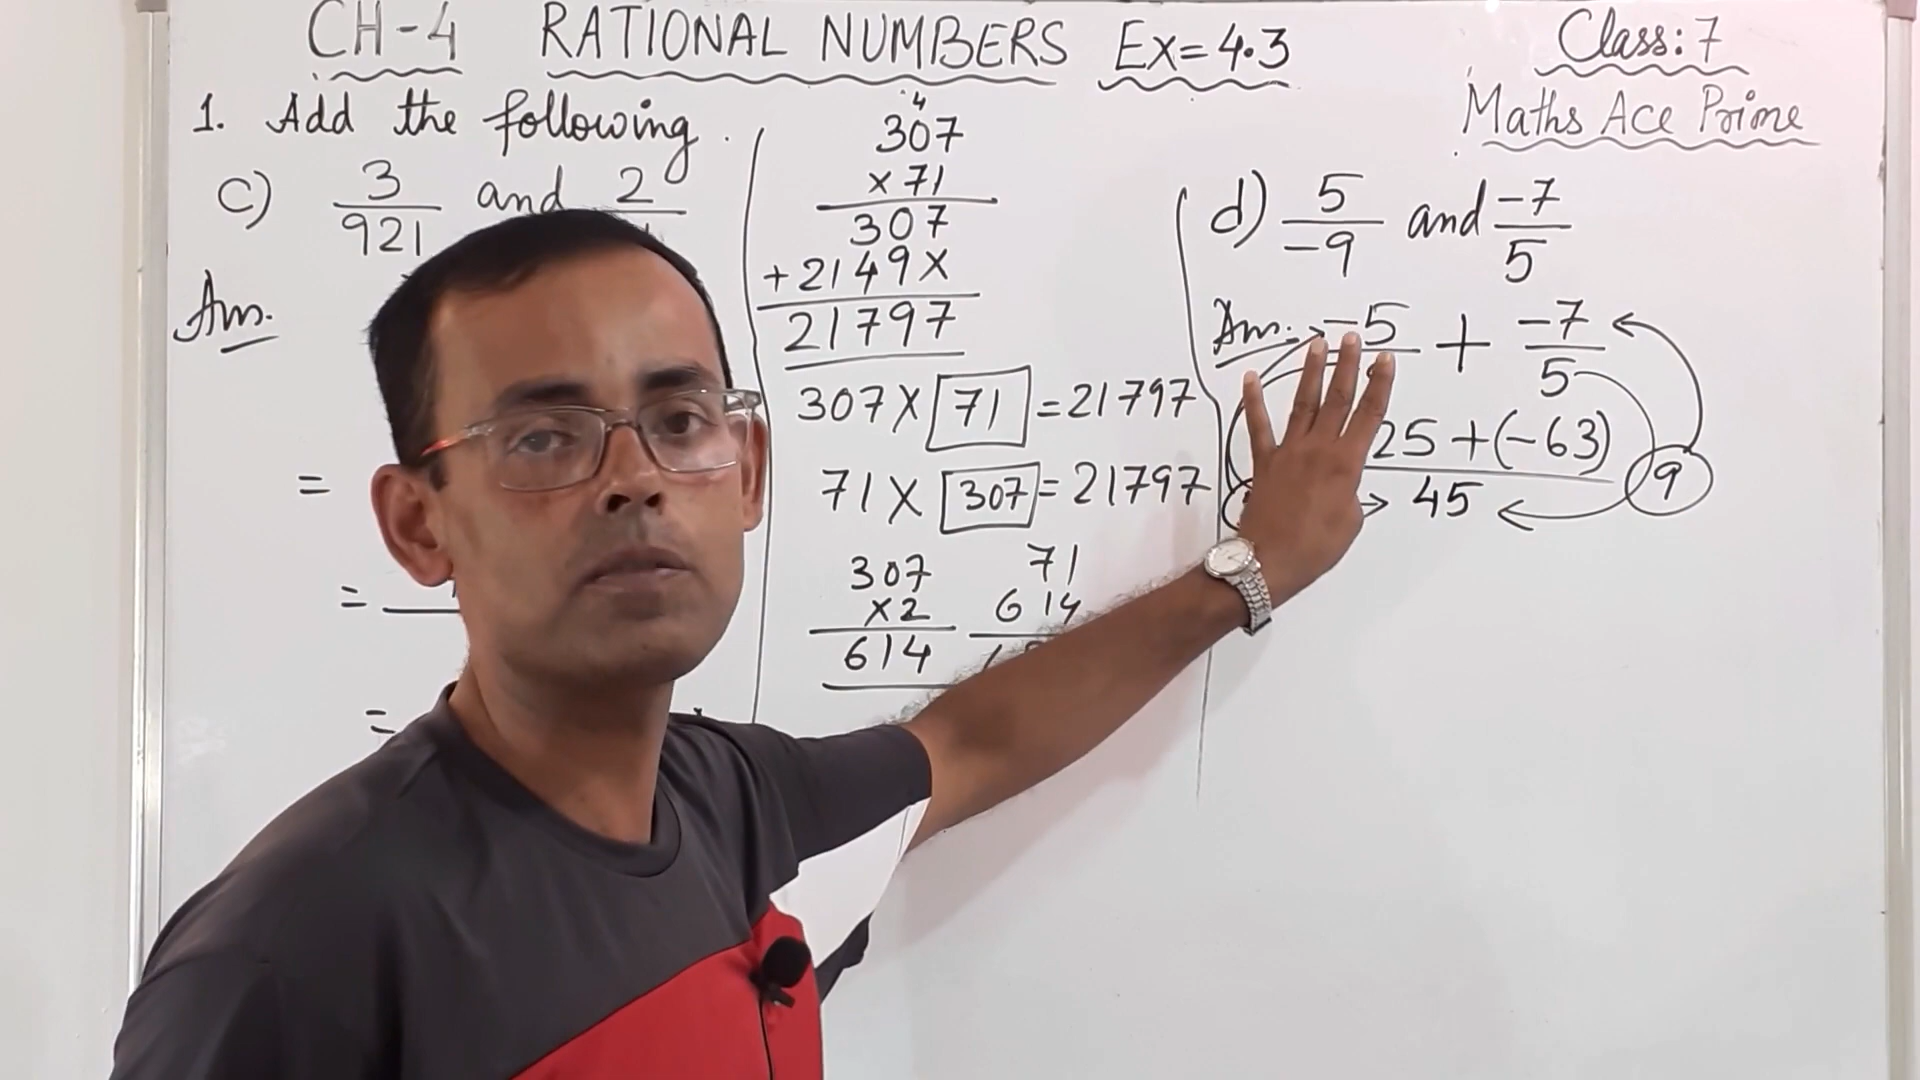 CH-4 RATIONAL NUMBERS Ex=4.3
Class: 7
Maths Ace Prime
1. Add the following.
c) 3/921 and 2
Ans.
=
=
=
4
307
×71
307
+2149×
21797
307×71=21797
71×307=21797
307
×2
614
71
614
d) 5/-9 and -7/5
Ans. -5 + -7/5
25+(-63)
45
9